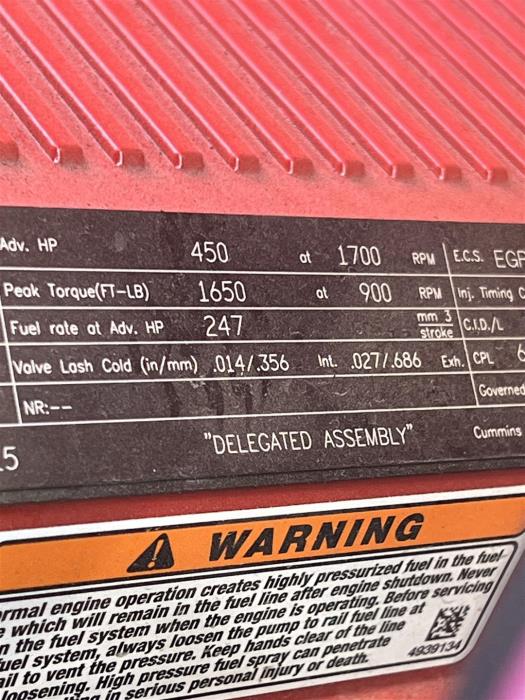 Adv. HP 450 at 1700 RPM E.C.S. EGR
Peak Torque(FT-LB) 1650 at 900 RPM Inj. Timing C
Fuel rate at Adv. HP 247 mm 3 stroke C.I.D./L
Valve Lash Cold (in/mm) .014/.356 Int. .027/.686 Exh. CPL 6
NR:-- Governed
5 "DELEGATED ASSEMBLY" Cummins
WARNING
rmal engine operation creates highly pressurized fuel in the fuel
which will remain in the fuel line after engine shutdown. Never
n the fuel system when the engine is operating. Before servicing
uel system, always loosen the pump to rail fuel line at
ail to vent the pressure. Keep hands clear of the line
loosening. High pressure fuel spray can penetrate
in serious personal injury or death.
4939134